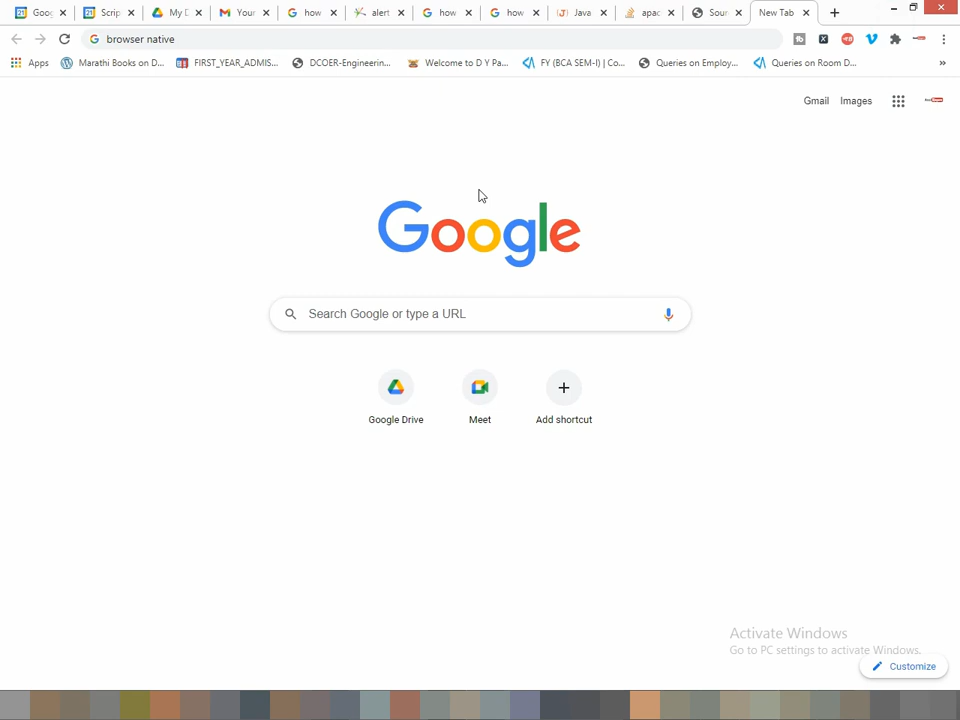 Goog
Scrip
My D
Your
how
alert
how
how
Java
apac
Sour
New Tab
browser native
Apps
Marathi Books on D...
FIRST_YEAR_ADMIS...
DCOER-Engineerin...
Welcome to D Y Pa...
FY (BCA SEM-I) | Co...
Queries on Employ...
Queries on Room D...
»
Gmail Images
Google
Search Google or type a URL
Google Drive
Meet
Add shortcut
Activate Windows
Go to PC settings to activate Windows.
Customize